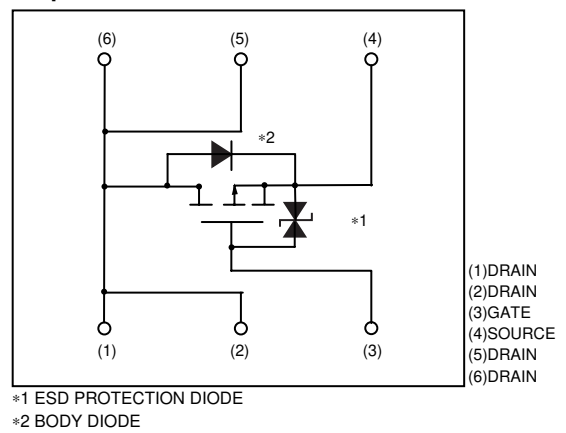 (6) (5) (4)
∗2
∗1
(1) (2) (3)
(1)DRAIN
(2)DRAIN
(3)GATE
(4)SOURCE
(5)DRAIN
(6)DRAIN
∗1 ESD PROTECTION DIODE
∗2 BODY DIODE